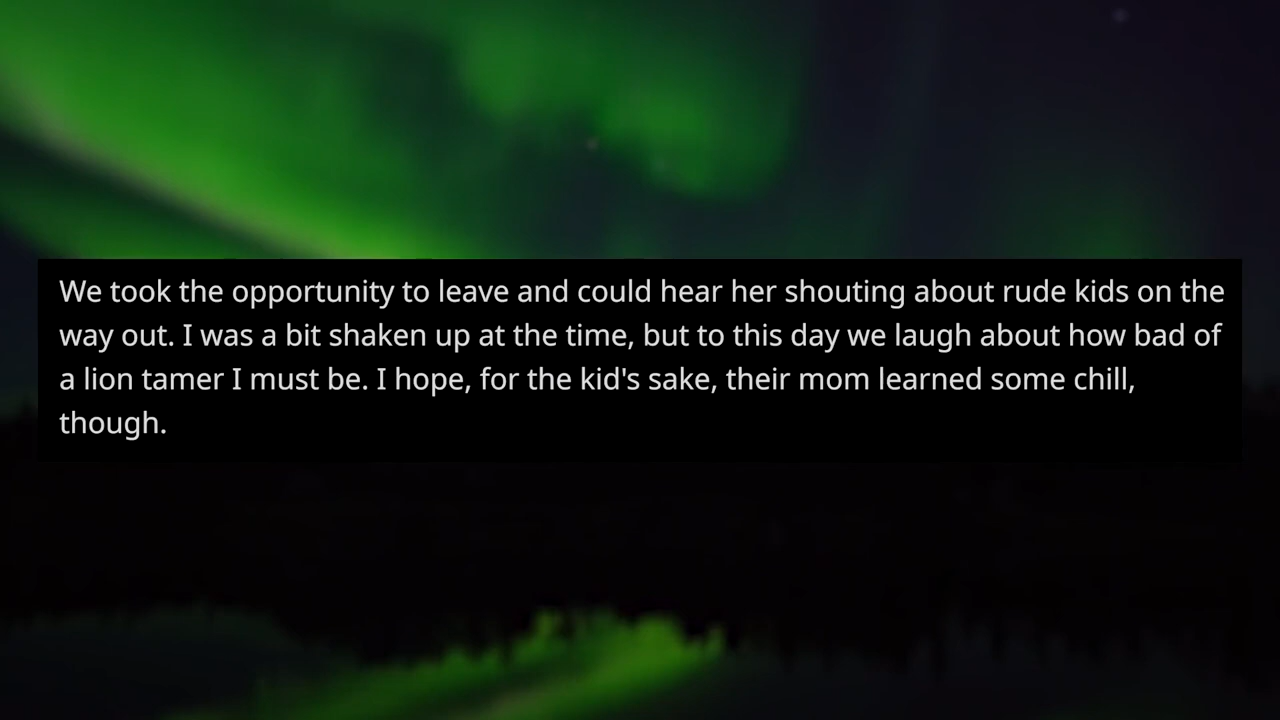 We took the opportunity to leave and could hear her shouting about rude kids on the
way out. I was a bit shaken up at the time, but to this day we laugh about how bad of
a lion tamer I must be. I hope, for the kid's sake, their mom learned some chill,
though.